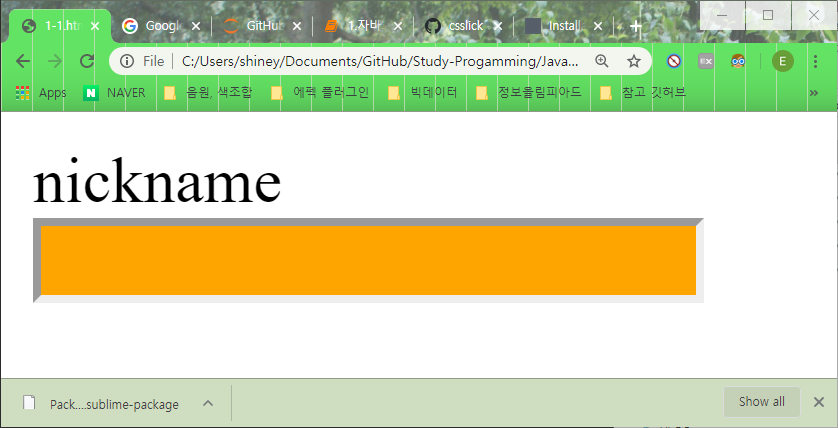 1-1.htm
Googl
GitHub
1.자바
csslick
Install
File
C:/Users/shiney/Documents/GitHub/Study-Progamming/Java...
E
Apps
N NAVER
음원, 색조합
에펙 플러그인
빅데이터
정보올림피아드
참고 깃허브
»
nickname
Pack....sublime-package
Show all